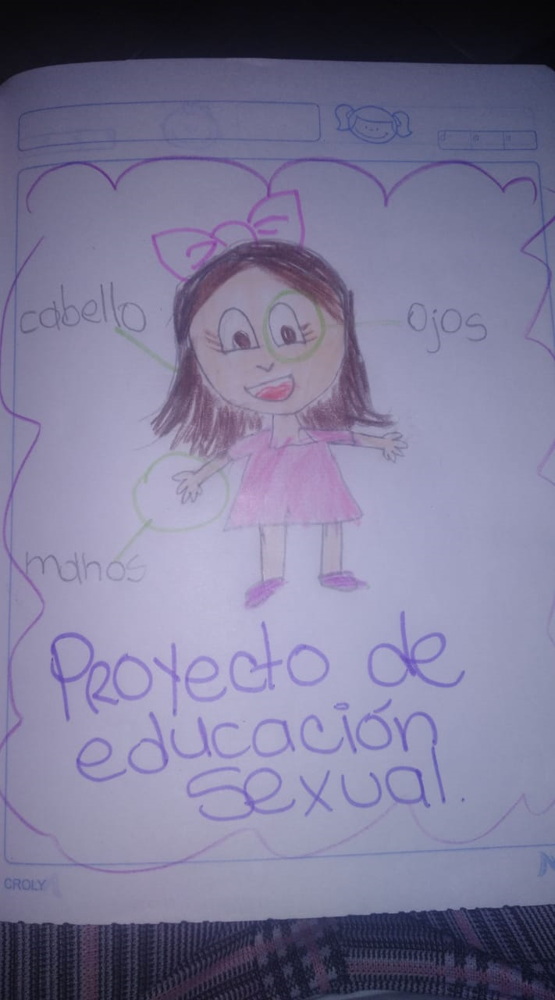 cabello
ojos
manos
Proyecto de
educación
sexual.
CROLY